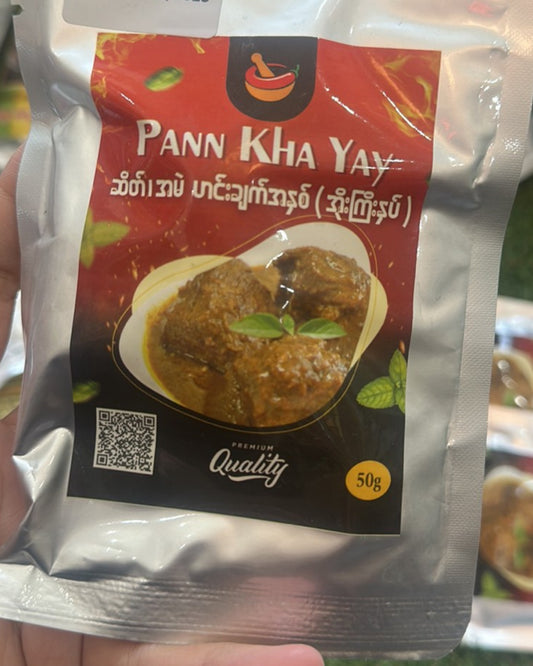 PANN KHA YAY
ဆိတ်၊ အမဲ ဟင်းချက်အနှစ် (အိုးကြီးနှပ်)
PREMIUM
Quality
50g